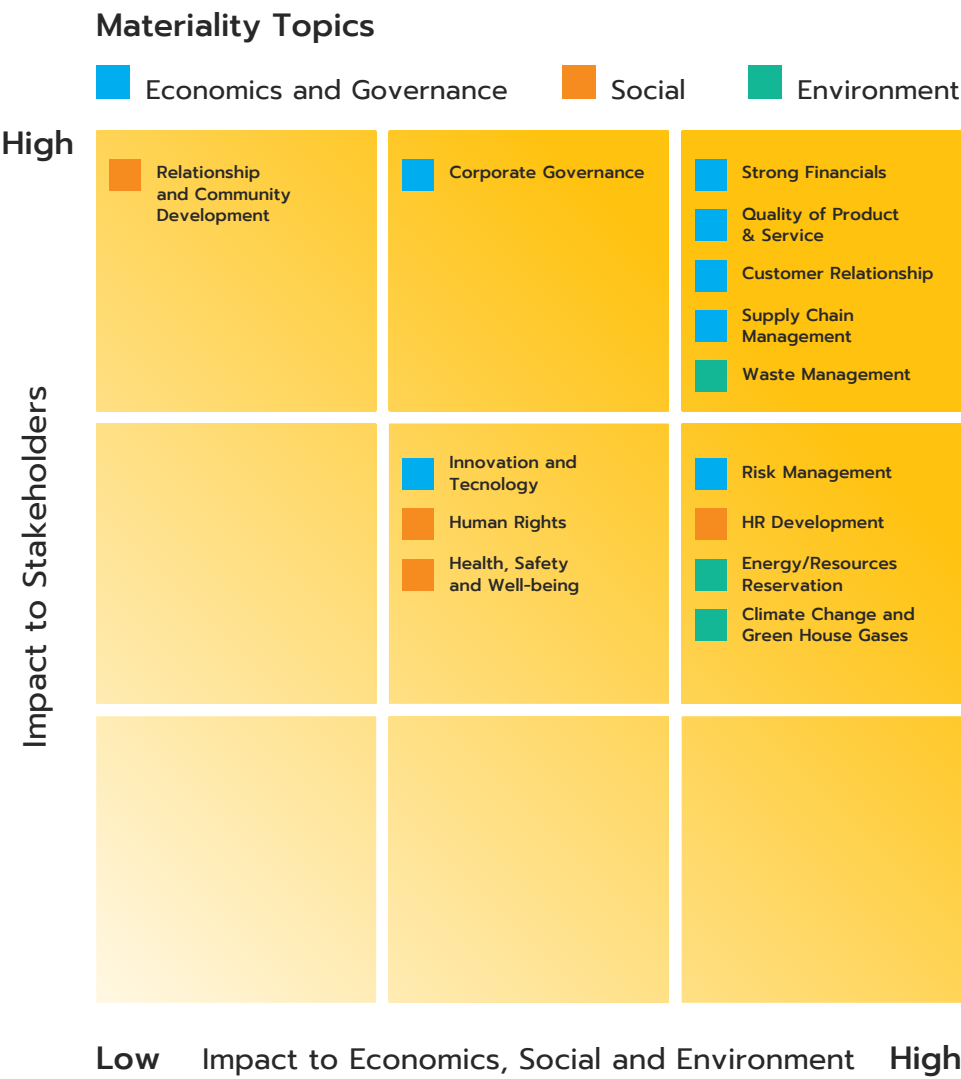 Materiality Topics
Economics and Governance
Social
Environment
High
Relationship
and Community
Development
Corporate Governance
Strong Financials
Quality of Product
& Service
Customer Relationship
Supply Chain
Management
Waste Management
Impact to Stakeholders
Innovation and
Tecnology
Human Rights
Health, Safety
and Well-being
Risk Management
HR Development
Energy/Resources
Reservation
Climate Change and
Green House Gases
Low
Impact to Economics, Social and Environment
High